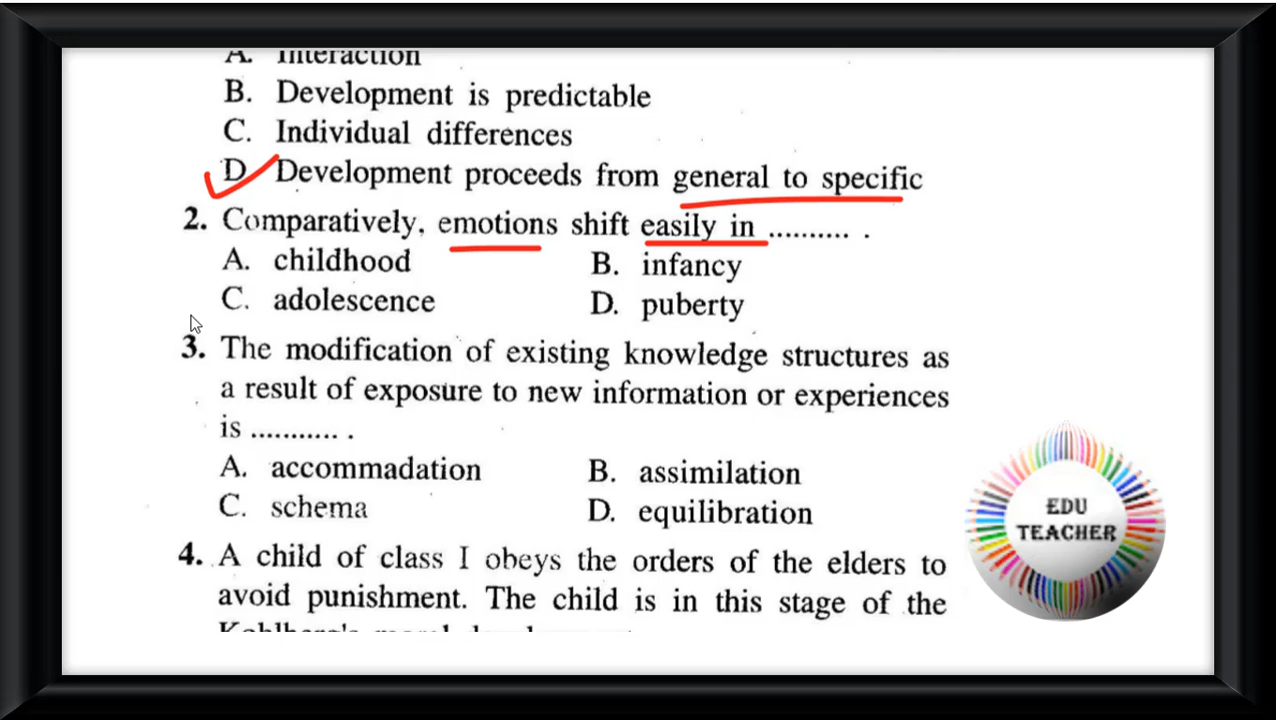 A. Interaction
B. Development is predictable
C. Individual differences
D. Development proceeds from general to specific
2. Comparatively, emotions shift easily in .......... .
A. childhood B. infancy
C. adolescence D. puberty
3. The modification of existing knowledge structures as
a result of exposure to new information or experiences
is ........... .
A. accommadation B. assimilation
C. schema D. equilibration
4. A child of class I obeys the orders of the elders to
avoid punishment. The child is in this stage of the
EDU
TEACHER